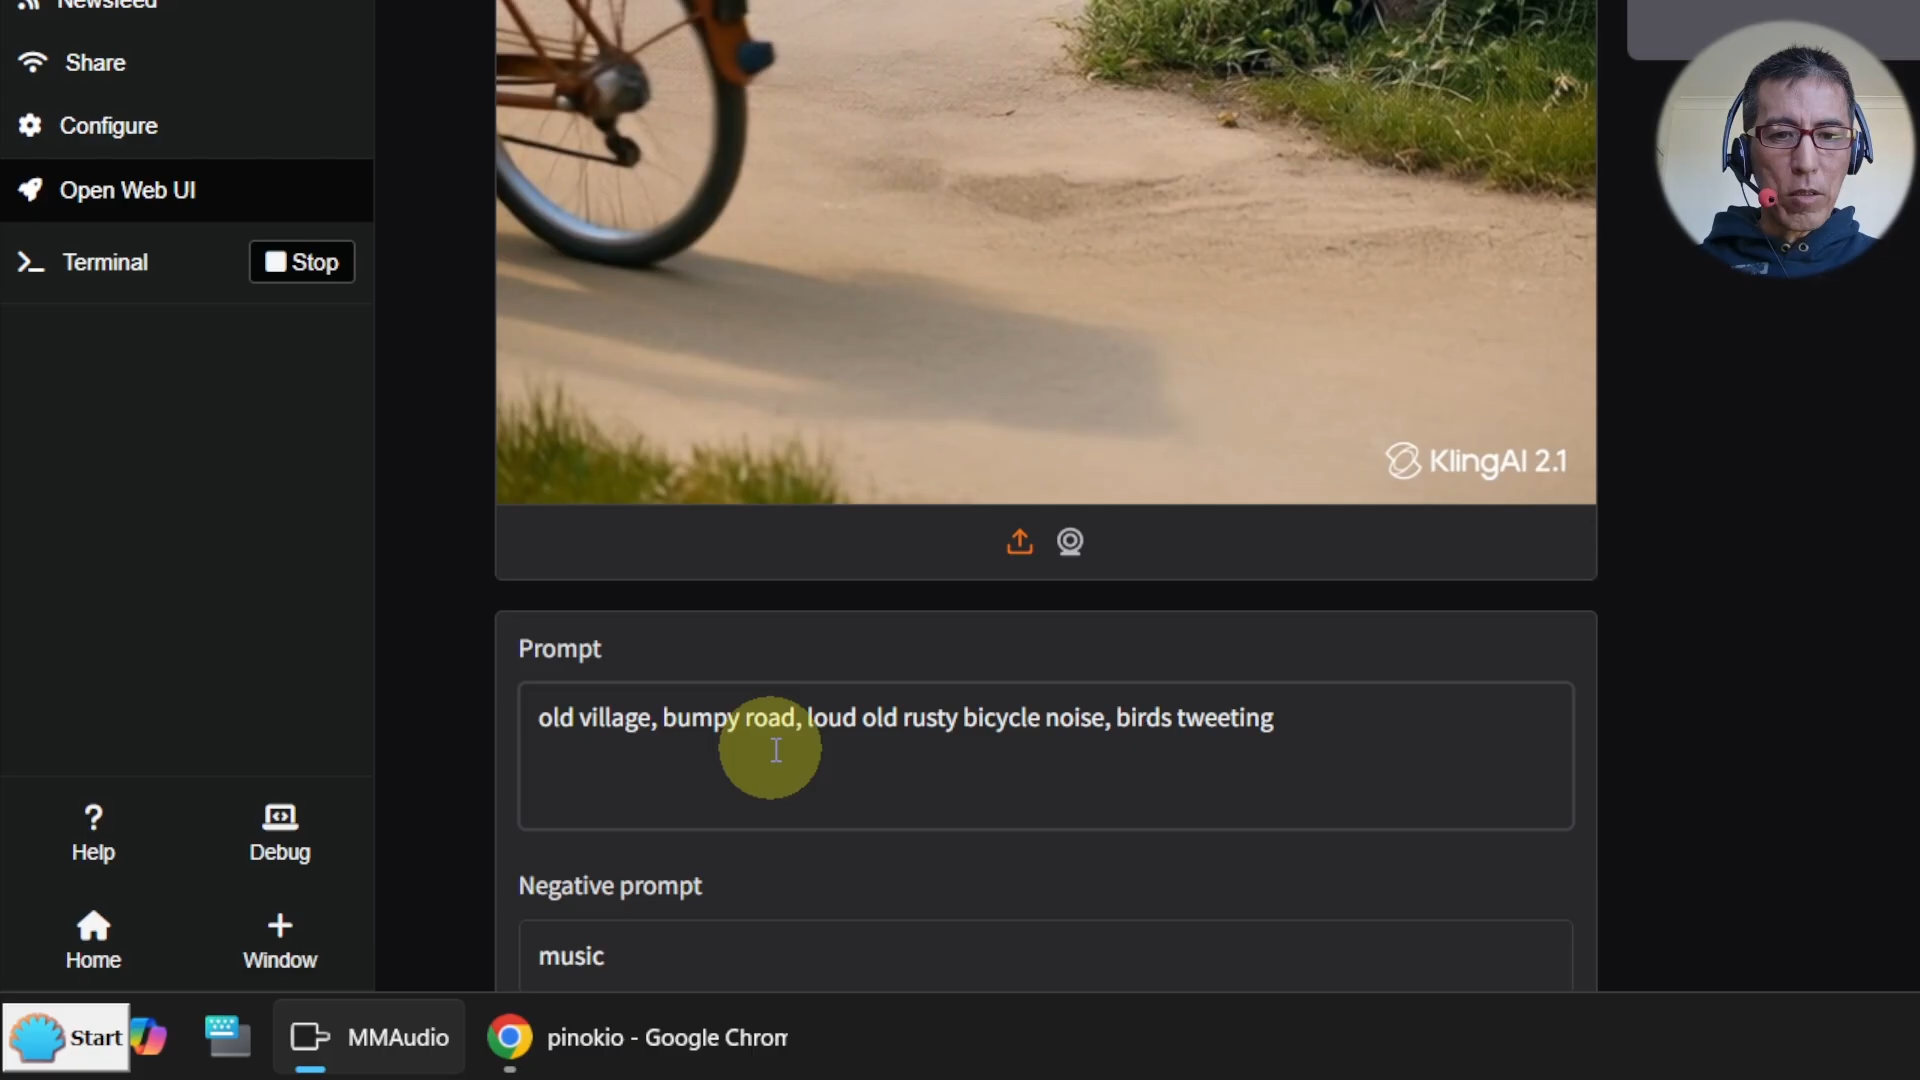 Newsfeed
Share
Configure
Open Web UI
Terminal
Stop
KlingAI 2.1
Prompt
old village, bumpy road, loud old rusty bicycle noise, birds tweeting
Negative prompt
music
Help
Debug
Home
Window
Start
MMAudio
pinokio - Google Chrom